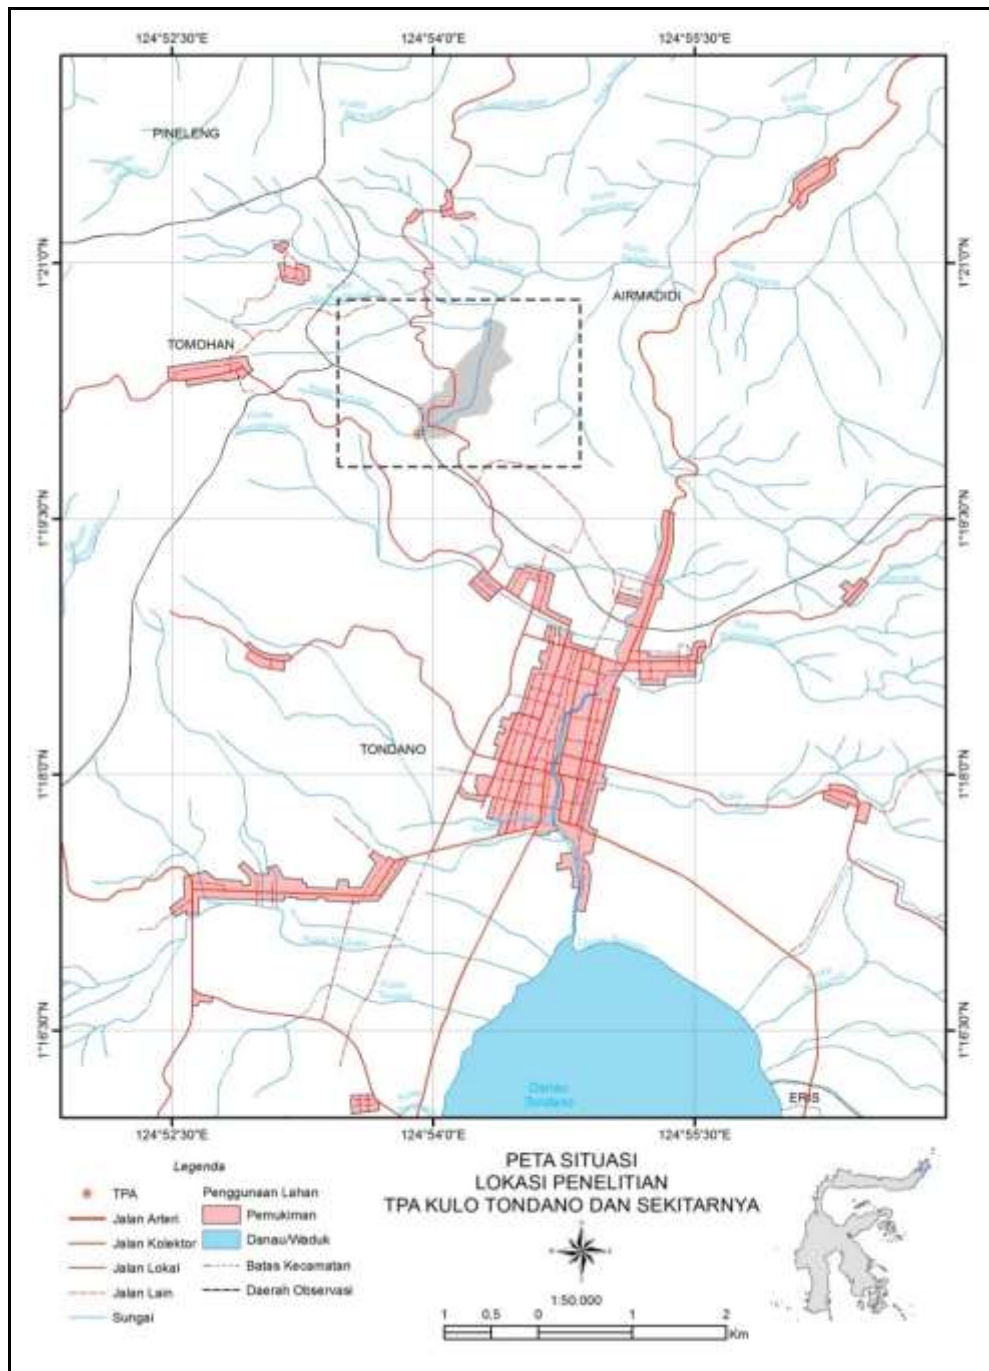 124°52'30"E 124°54'0"E 124°55'30"E
PINELENG
1°21'0"N 1°21'0"N
AIRMADIDI
TOMOHAN
1°19'30"N 1°19'30"N
TONDANO
1°18'0"N 1°18'0"N
1°16'30"N 1°16'30"N
Danau
Tondano
ERIS
124°52'30"E 124°54'0"E 124°55'30"E
Legenda
TPA
Jalan Arteri
Jalan Kolektor
Jalan Lokal
Jalan Lain
Sungai
Penggunaan Lahan
Pemukiman
Danau/Waduk
Batas Kecamatan
Daerah Observasi
PETA SITUASI
LOKASI PENELITIAN
TPA KULO TONDANO DAN SEKITARNYA
N
1:50.000
1 0,5 0 1 2
Km